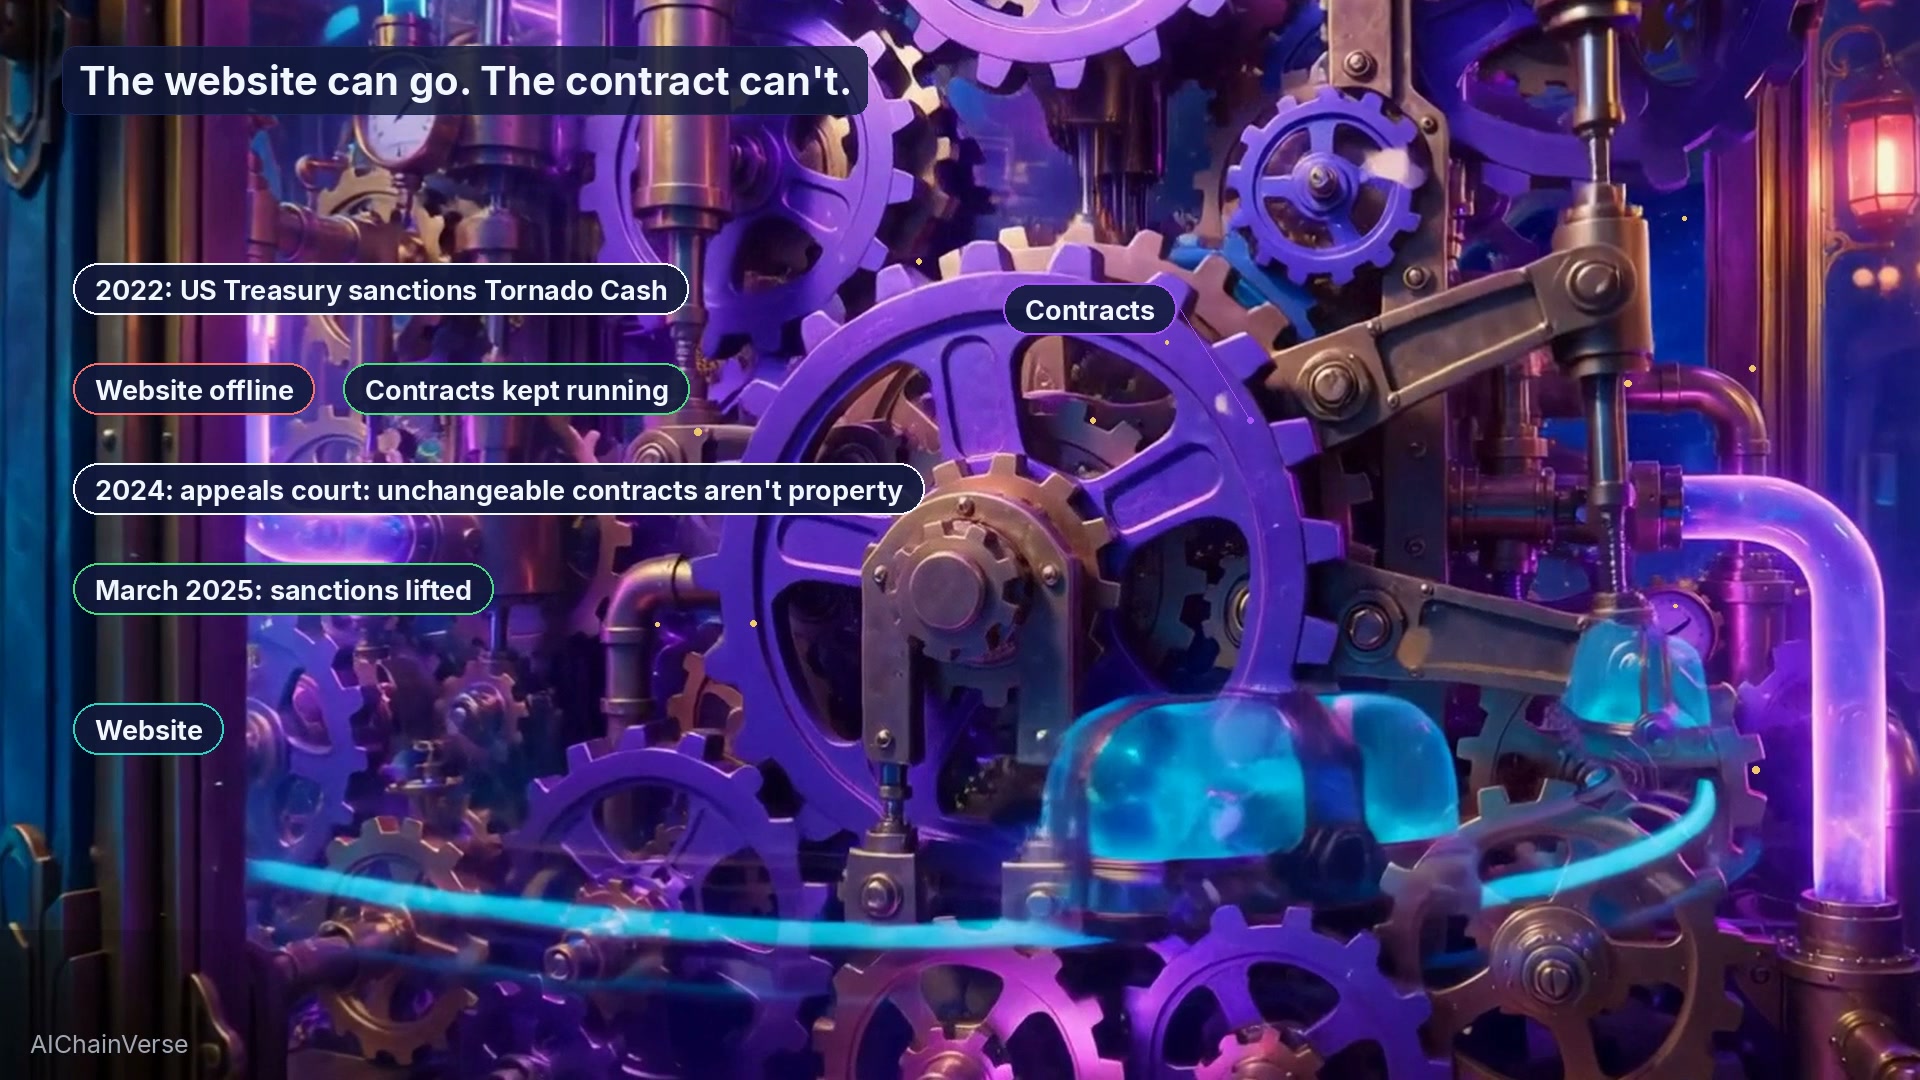 The website can go. The contract can't.
2022: US Treasury sanctions Tornado Cash
Contracts
Website offline
Contracts kept running
2024: appeals court: unchangeable contracts aren't property
March 2025: sanctions lifted
Website
AIChainVerse